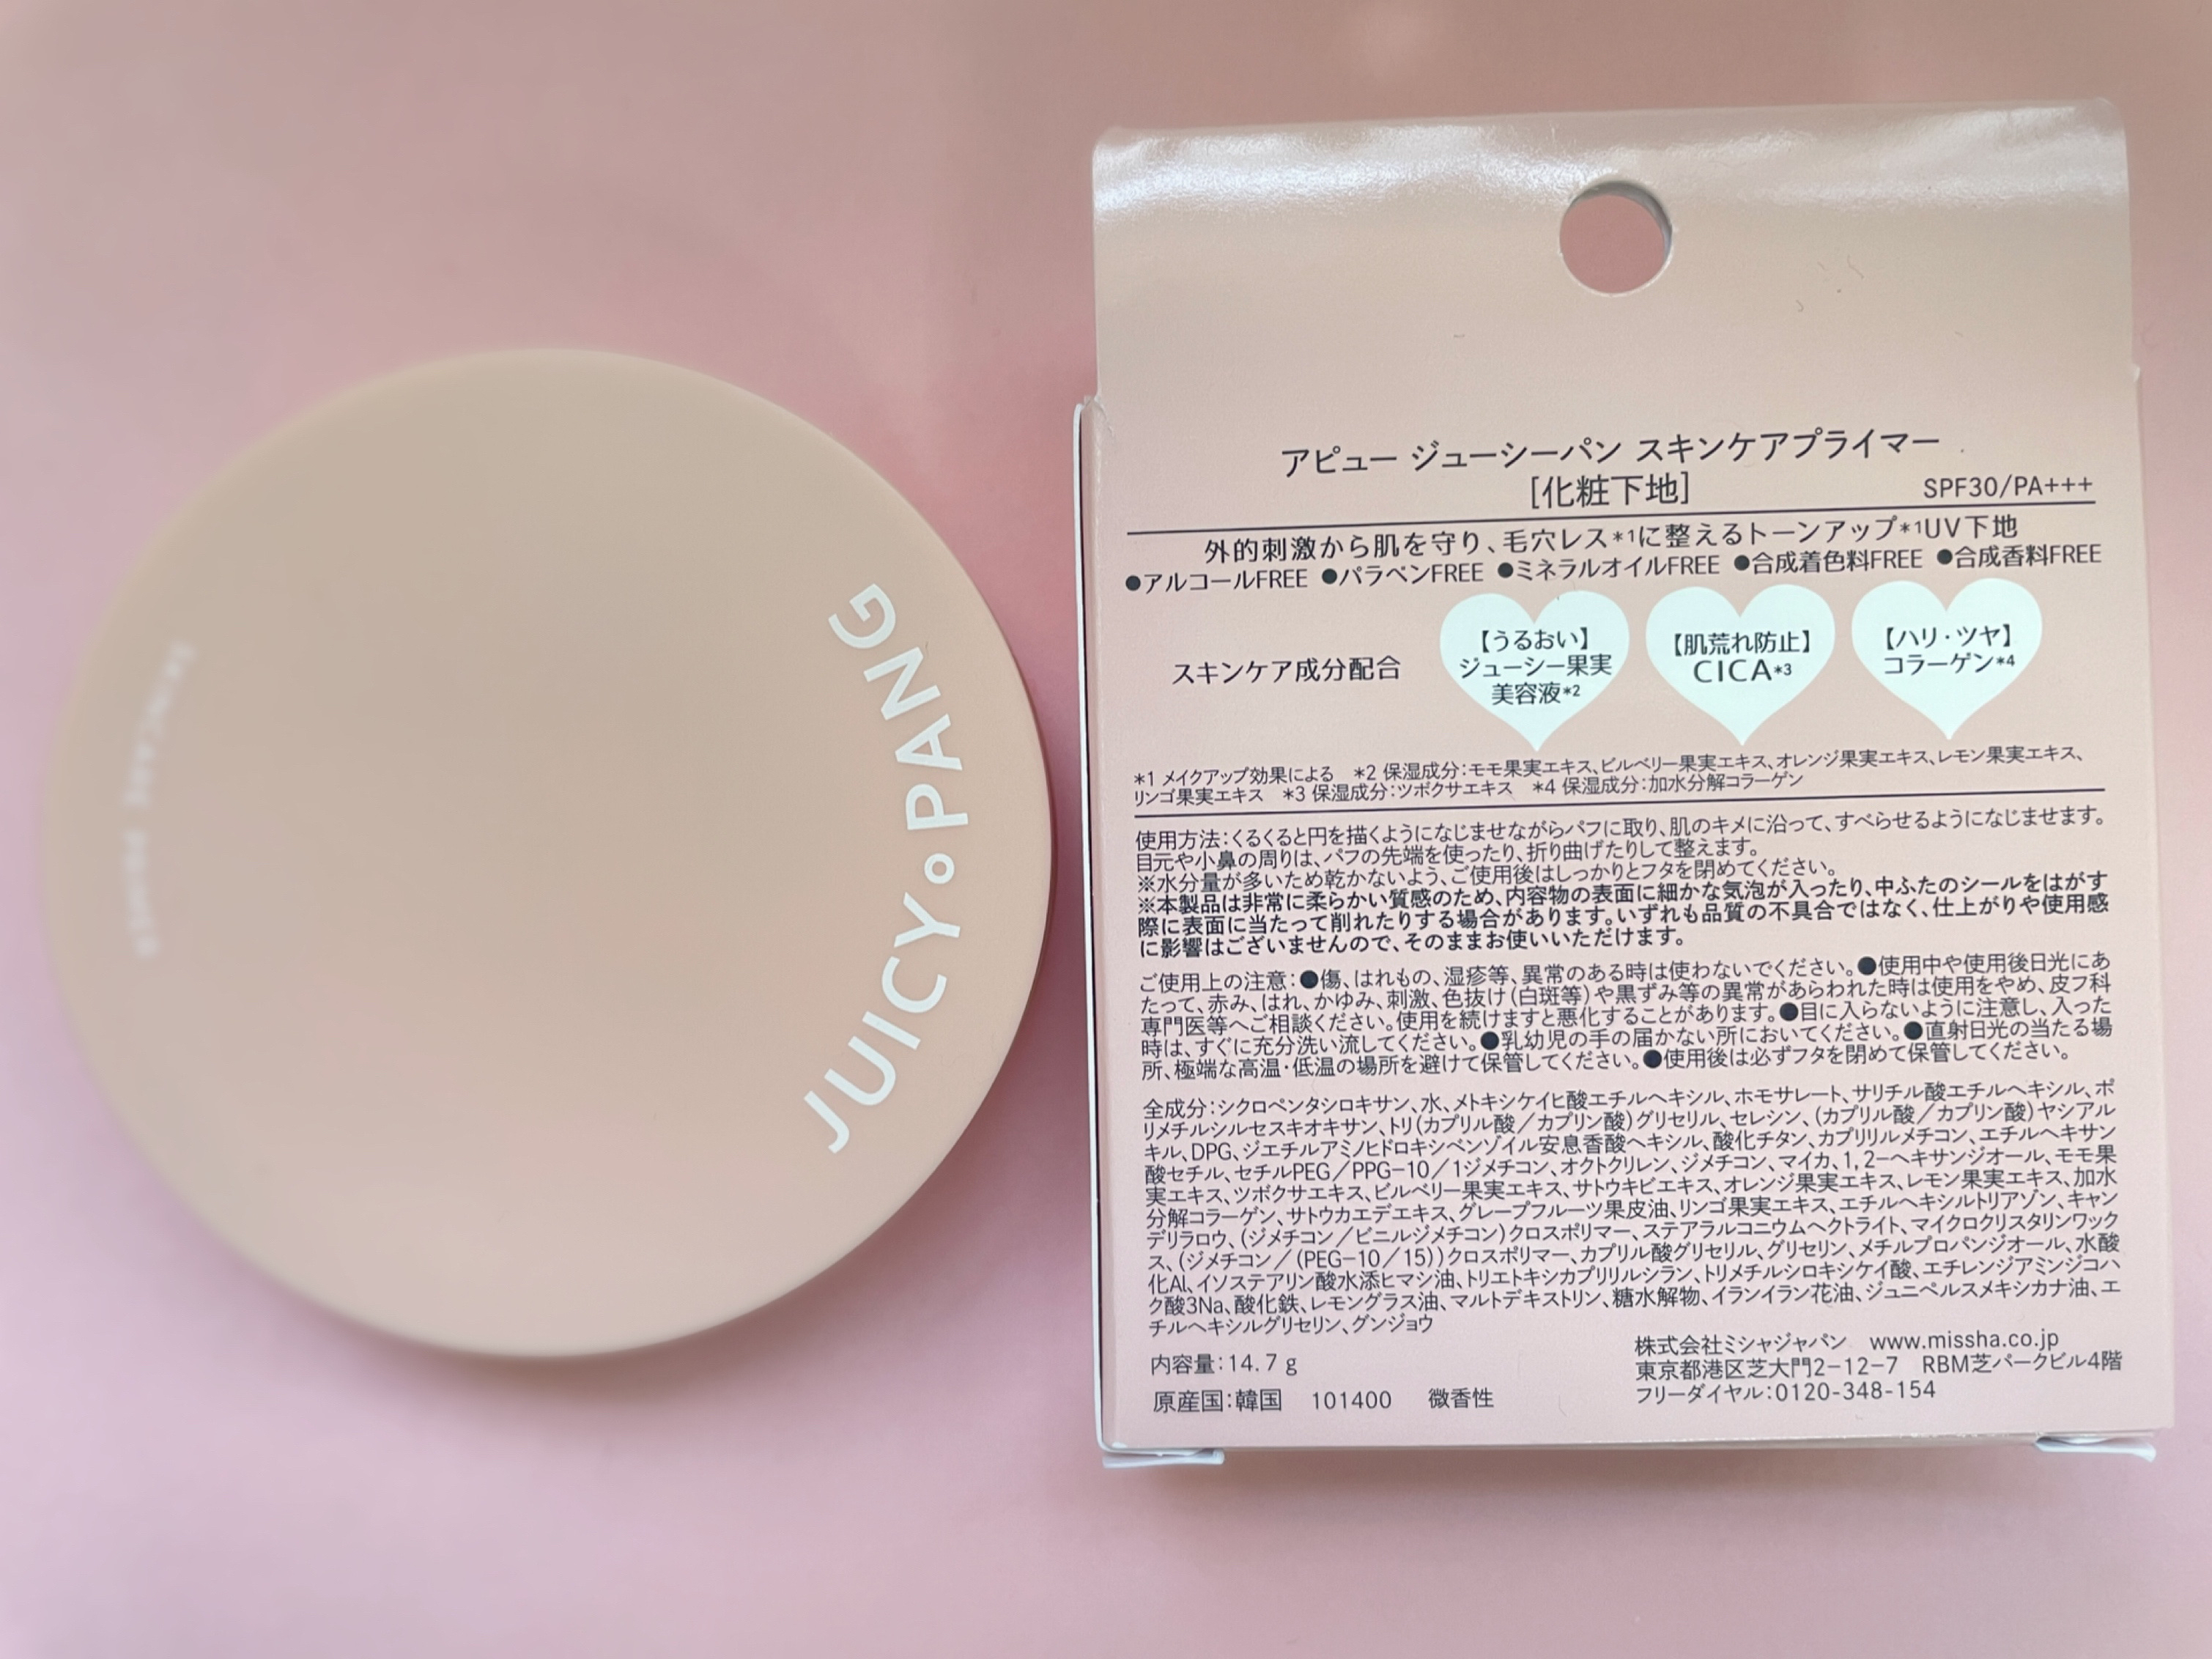 JUICY PANG
アピュー ジューシーパン スキンケアプライマー
[化粧下地]
SPF30/PA+++
外的刺激から肌を守り、毛穴レス*1に整えるトーンアップ*1UV下地
●アルコールFREE ●パラベンFREE ●ミネラルオイルFREE ●合成着色料FREE ●合成香料FREE
スキンケア成分配合
【うるおい】
ジューシー果実
美容液*2
【肌荒れ防止】
CICA*3
【ハリ・ツヤ】
コラーゲン*4
*1 メイクアップ効果による *2 保湿成分:モモ果実エキス、ビルベリー果実エキス、オレンジ果実エキス、レモン果実エキス、
リンゴ果実エキス *3 保湿成分:ツボクサエキス *4 保湿成分:加水分解コラーゲン
使用方法:くるくると円を描くようになじませながらパフに取り、肌のキメに沿って、すべらせるようになじませます。
目元や小鼻の周りは、パフの先端を使ったり、折り曲げたりして整えます。
※水分量が多いため乾かないよう、ご使用後はしっかりとフタを閉めてください。
※本製品は非常に柔らかい質感のため、内容物の表面に細かな気泡が入ったり、中ふたのシールをはがす
際に表面に当たって削れたりする場合があります。いずれも品質の不具合ではなく、仕上がりや使用感
に影響はございませんので、そのままお使いいただけます。
ご使用上の注意:●傷、はれもの、湿疹等、異常のある時は使わないでください。●使用中や使用後日光にあ
たって、赤み、はれ、かゆみ、刺激、色抜け(白斑等)や黒ずみ等の異常があらわれた時は使用をやめ、皮フ科
専門医等へご相談ください。使用を続けますと悪化することがあります。●目に入らないように注意し、入った
時は、すぐに充分洗い流してください。●乳幼児の手の届かない所においてください。●直射日光の当たる場
所、極端な高温・低温の場所を避けて保管してください。●使用後は必ずフタを閉めて保管してください。
全成分:シクロペンタシロキサン、水、メトキシケイヒ酸エチルヘキシル、ホモサレート、サリチル酸エチルヘキシル、ポ
リメチルシルセスキオキサン、トリ(カプリル酸/カプリン酸)グリセリル、セレシン、(カプリル酸/カプリン酸)ヤシアル
キル、DPG、ジエチルアミノヒドロキシベンゾイル安息香酸ヘキシル、酸化チタン、カプリリルメチコン、エチルヘキサン
酸セチル、セチルPEG/PPG-10/1ジメチコン、オクトクリレン、ジメチコン、マイカ、1,2-ヘキサンジオール、モモ果
実エキス、ツボクサエキス、ビルベリー果実エキス、サトウキビエキス、オレンジ果実エキス、レモン果実エキス、加水
分解コラーゲン、サトウカエデエキス、グレープフルーツ果皮油、リンゴ果実エキス、エチルヘキシルトリアゾン、キャン
デリラロウ、(ジメチコン/ビニルジメチコン)クロスポリマー、ステアラルコニウムヘクトライト、マイクロクリスタリンワック
ス、(ジメチコン/(PEG-10/15))クロスポリマー、カプリル酸グリセリル、グリセリン、メチルプロパンジオール、水酸
化Al、イソステアリン酸水添ヒマシ油、トリエトキシカプリリルシラン、トリメチルシロキシケイ酸、エチレンジアミンジコハ
ク酸3Na、酸化鉄、レモングラス油、マルトデキストリン、糖水解物、イランイラン花油、ジュニペルスメキシカナ油、エ
チルヘキシルグリセリン、グンジョウ
内容量:14.7g
原産国:韓国 101400 微香性
株式会社ミシャジャパン www.missha.co.jp
東京都港区芝大門2-12-7 RBM芝パークビル4階
フリーダイヤル:0120-348-154